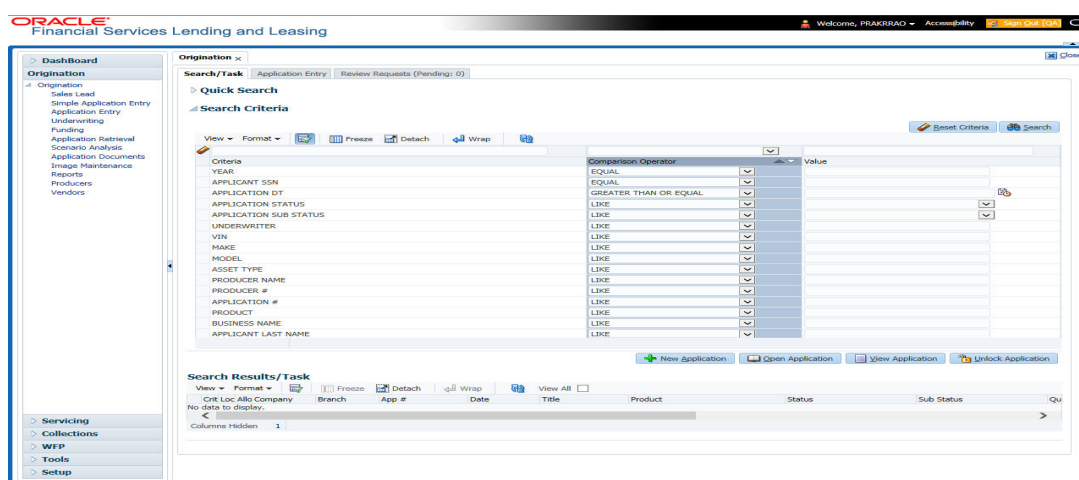 ORACLE
Welcome, PRAKRRAO Accessibility Sign Out [QA]
Financial Services Lending and Leasing
Close
DashBoard
Origination
Origination
Sales Lead
Simple Application Entry
Application Entry
Underwriting
Funding
Application Retrieval
Scenario Analysis
Application Documents
Image Maintenance
Reports
Producers
Vendors
Servicing
Collections
WFP
Tools
Setup
Origination
Search/Task Application Entry Review Requests (Pending: 0)
Quick Search
Search Criteria
Reset Criteria Search
View Format Freeze Detach Wrap
Criteria Comparison Operator Value
YEAR EQUAL
APPLICANT SSN EQUAL
APPLICATION DT GREATER THAN OR EQUAL
APPLICATION STATUS LIKE
APPLICATION SUB STATUS LIKE
UNDERWRITER LIKE
VIN LIKE
MAKE LIKE
MODEL LIKE
ASSET TYPE LIKE
PRODUCER NAME LIKE
PRODUCER # LIKE
APPLICATION # LIKE
PRODUCT LIKE
BUSINESS NAME LIKE
APPLICANT LAST NAME LIKE
New Application Open Application View Application Unlock Application
Search Results/Task
View Format Freeze Detach Wrap View All
Crit Loc Allo Company Branch App # Date Title Product Status Sub Status Qu
No data to display.
Columns Hidden 1